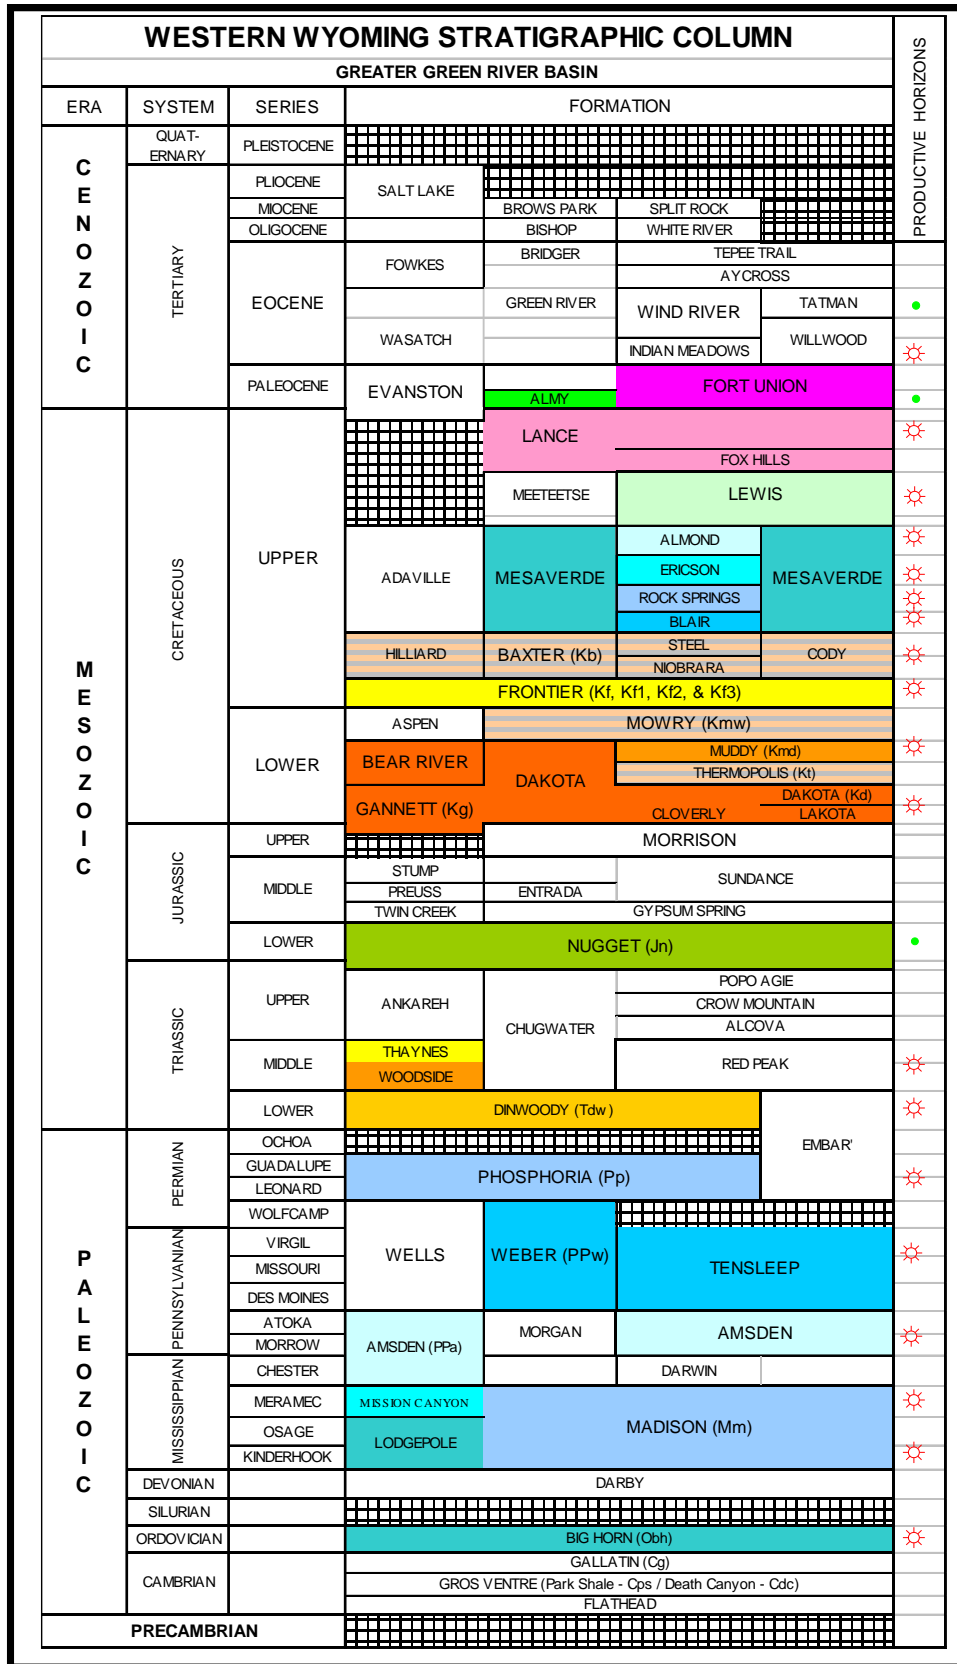 WESTERN WYOMING STRATIGRAPHIC COLUMN
GREATER GREEN RIVER BASIN
PRODUCTIVE HORIZONS
ERA SYSTEM SERIES FORMATION
CENOZOIC
QUAT-
ERNARY
PLEISTOCENE
TERTIARY
PLIOCENE
SALT LAKE
MIOCENE BROWS PARK SPLIT ROCK
OLIGOCENE BISHOP WHITE RIVER
EOCENE
FOWKES
BRIDGER TEPEE TRAIL
AYCROSS
GREEN RIVER WIND RIVER TATMAN
WASATCH
INDIAN MEADOWS WILLWOOD
PALEOCENE EVANSTON FORT UNION
ALMY
MESOZOIC
CRETACEOUS
UPPER
LANCE
FOX HILLS
MEETEETSE LEWIS
ADAVILLE MESAVERDE ALMOND MESAVERDE
ERICSON
ROCK SPRINGS
BLAIR
HILLIARD BAXTER (Kb) STEEL CODY
NIOBRARA
FRONTIER (Kf, Kf1, Kf2, & Kf3)
LOWER
ASPEN MOWRY (Kmw)
BEAR RIVER DAKOTA MUDDY (Kmd)
THERMOPOLIS (Kt)
GANNETT (Kg) CLOVERLY DAKOTA (Kd)
LAKOTA
JURASSIC
UPPER MORRISON
MIDDLE
STUMP SUNDANCE
PREUSS ENTRADA
TWIN CREEK GYPSUM SPRING
LOWER NUGGET (Jn)
TRIASSIC
UPPER ANKAREH CHUGWATER
POPO AGIE
CROW MOUNTAIN
ALCOVA
MIDDLE THAYNES RED PEAK
WOODSIDE
LOWER DINWOODY (Tdw)
EMBAR'
PALEOZOIC
PERMIAN
OCHOA
GUADALUPE PHOSPHORIA (Pp)
LEONARD
WOLFCAMP
PENNSYLVANIAN
VIRGIL WELLS WEBER (PPw) TENSLEEP
MISSOURI
DES MOINES
ATOKA AMSDEN (PPa) MORGAN AMSDEN
MORROW
MISSISSIPPIAN
CHESTER DARWIN
MERAMEC MISSION CANYON MADISON (Mm)
OSAGE LODGEPOLE
KINDERHOOK
DEVONIAN DARBY
SILURIAN
ORDOVICIAN BIG HORN (Obh)
CAMBRIAN
GALLATIN (Cg)
GROS VENTRE (Park Shale - Cps / Death Canyon - Cdc)
FLATHEAD
PRECAMBRIAN